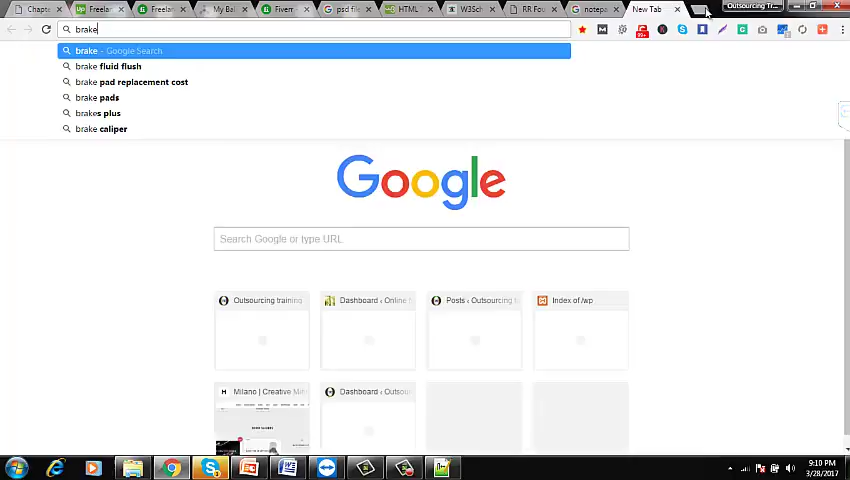 Chapte
Freelan
Freelan
My Bal
Fiverr
psd file
HTML
W3Sch
RR Fou
notepa
New Tab
Outsourcing Tr...
brake
brake - Google Search
brake fluid flush
brake pad replacement cost
brake pads
brakes plus
brake caliper
Google
Search Google or type URL
Outsourcing training
Dashboard ‹ Online t
Posts ‹ Outsourcing t
Index of /wp
Milano | Creative Me
Dashboard ‹ Outsou
9:10 PM
3/28/2017